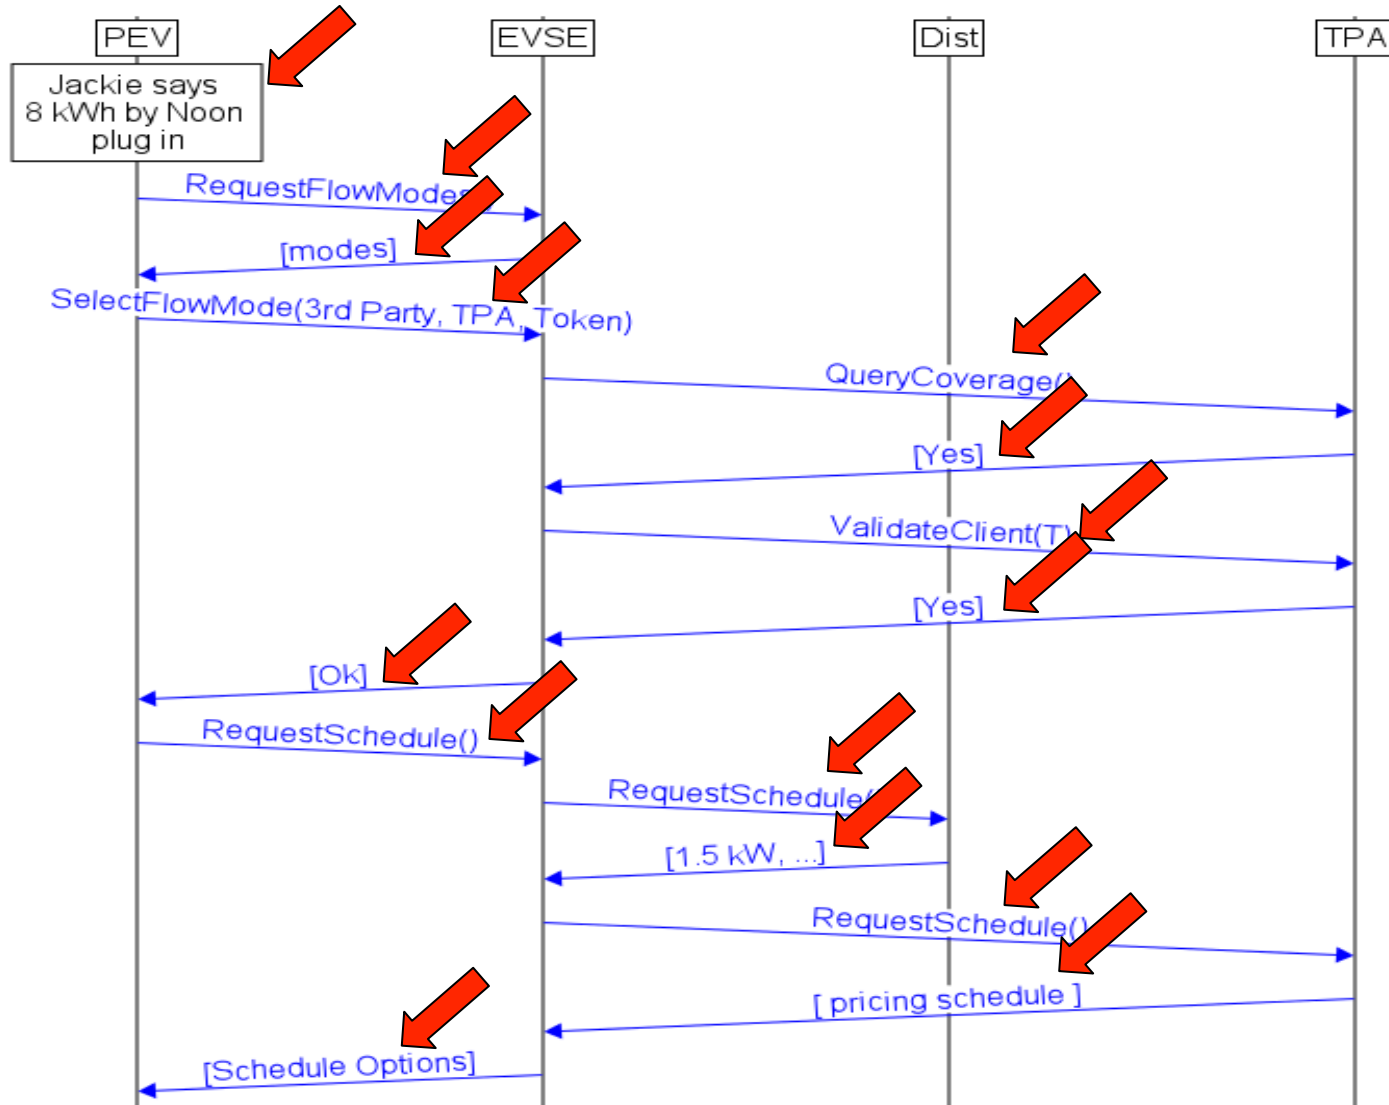 PEV
EVSE
Dist
TPA
Jackie says
8 kWh by Noon
plug in
RequestFlowModes
[modes]
SelectFlowMode(3rd Party, TPA, Token)
QueryCoverage()
[Yes]
ValidateClient(T)
[Yes]
[Ok]
RequestSchedule()
RequestSchedule(
[1.5 kW, ...]
RequestSchedule()
[ pricing schedule ]
[Schedule Options]